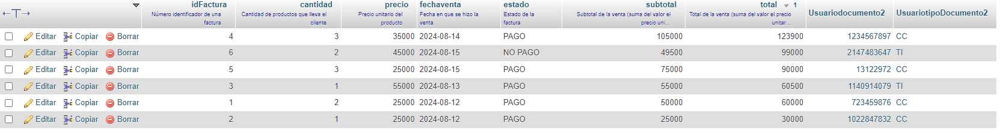 idFactura cantidad precio fechaventa estado subtotal total 1 Usuariodocumento2 UsuariotipoDocumento2
Número identificador de una factura Cantidad de productos que lleva el cliente Precio unitario del producto Fecha en que se hizo la venta Estado de la factura Subtotal de la venta (suma del valor el precio uni... Total de la venta (suma del valor el precio unitar...
Editar Copiar Borrar 4 3 35000 2024-08-14 PAGO 105000 123900 1234567897 CC
Editar Copiar Borrar 6 2 45000 2024-08-15 NO PAGO 49500 99000 2147483647 TI
Editar Copiar Borrar 5 3 25000 2024-08-15 PAGO 75000 90000 13122972 CC
Editar Copiar Borrar 3 1 55000 2024-08-13 PAGO 55000 60500 1140914079 TI
Editar Copiar Borrar 1 2 25000 2024-08-12 PAGO 50000 60000 723459876 CC
Editar Copiar Borrar 2 1 25000 2024-08-12 PAGO 25000 30000 1022847832 CC